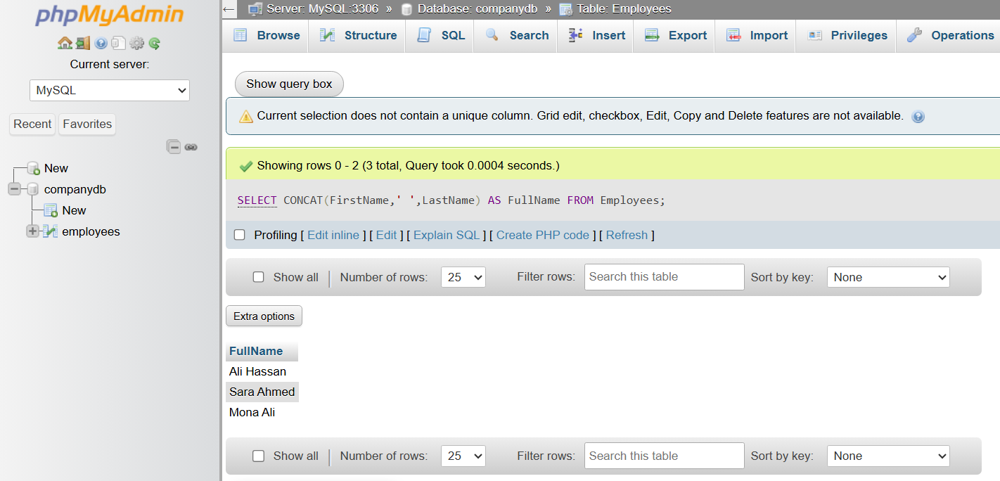 phpMyAdmin
Current server:
MySQL
Recent Favorites
New
companydb
New
employees
← Server: MySQL:3306 » Database: companydb » Table: Employees
Browse Structure SQL Search Insert Export Import Privileges Operations
Show query box
Current selection does not contain a unique column. Grid edit, checkbox, Edit, Copy and Delete features are not available.
Showing rows 0 - 2 (3 total, Query took 0.0004 seconds.)
SELECT CONCAT(FirstName,' ',LastName) AS FullName FROM Employees;
Profiling [ Edit inline ] [ Edit ] [ Explain SQL ] [ Create PHP code ] [ Refresh ]
Show all | Number of rows: 25 Filter rows: Search this table Sort by key: None
Extra options
FullName
Ali Hassan
Sara Ahmed
Mona Ali
Show all | Number of rows: 25 Filter rows: Search this table Sort by key: None